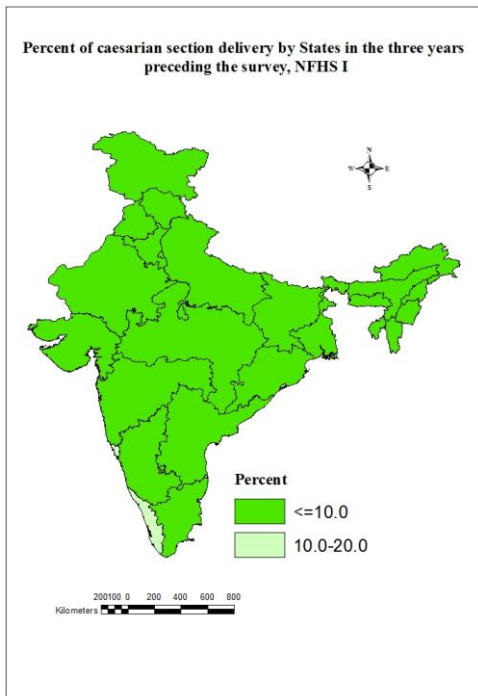 Percent of caesarian section delivery by States in the three years
preceding the survey, NFHS I
N
W E
S
Percent
<=10.0
10.0-20.0
200100 0 200 400 600 800
Kilometers